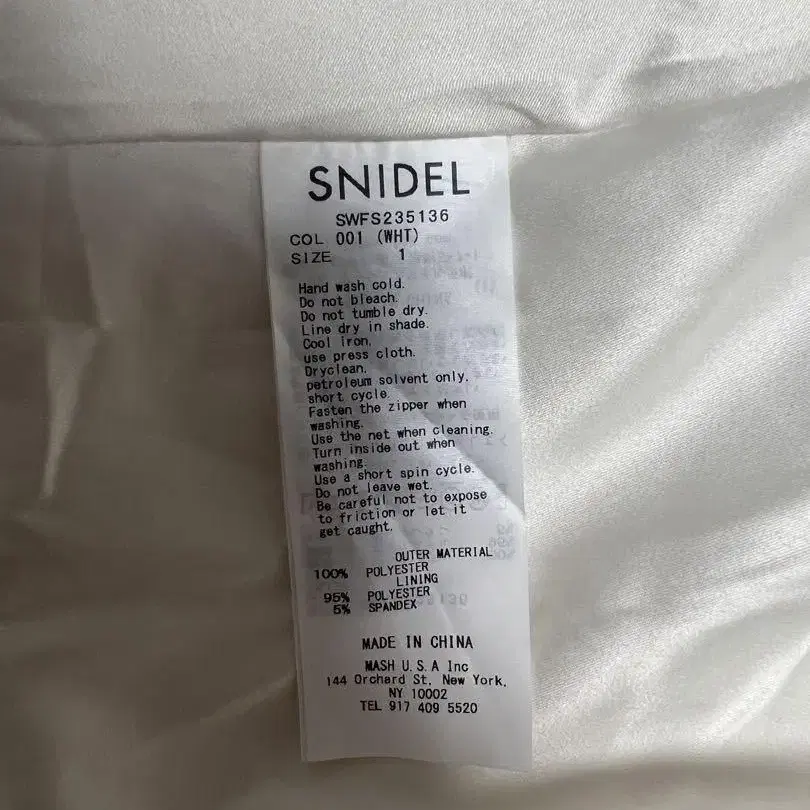 SNIDEL
SWFS235136
COL 001 (WHT)
SIZE 1
Hand wash cold.
Do not bleach.
Do not tumble dry.
Line dry in shade.
Cool iron,
use press cloth.
Dryclean.
petroleum solvent only,
short cycle.
Fasten the zipper when
washing.
Use the net when cleaning.
Turn inside out when
washing.
Use a short spin cycle.
Do not leave wet.
Be careful not to expose
to friction or let it
get caught.
OUTER MATERIAL
100% POLYESTER
LINING
95% POLYESTER
5% SPANDEX
MADE IN CHINA
MASH U.S.A Inc
144 Orchard St, New York,
NY 10002
TEL 917 409 5520